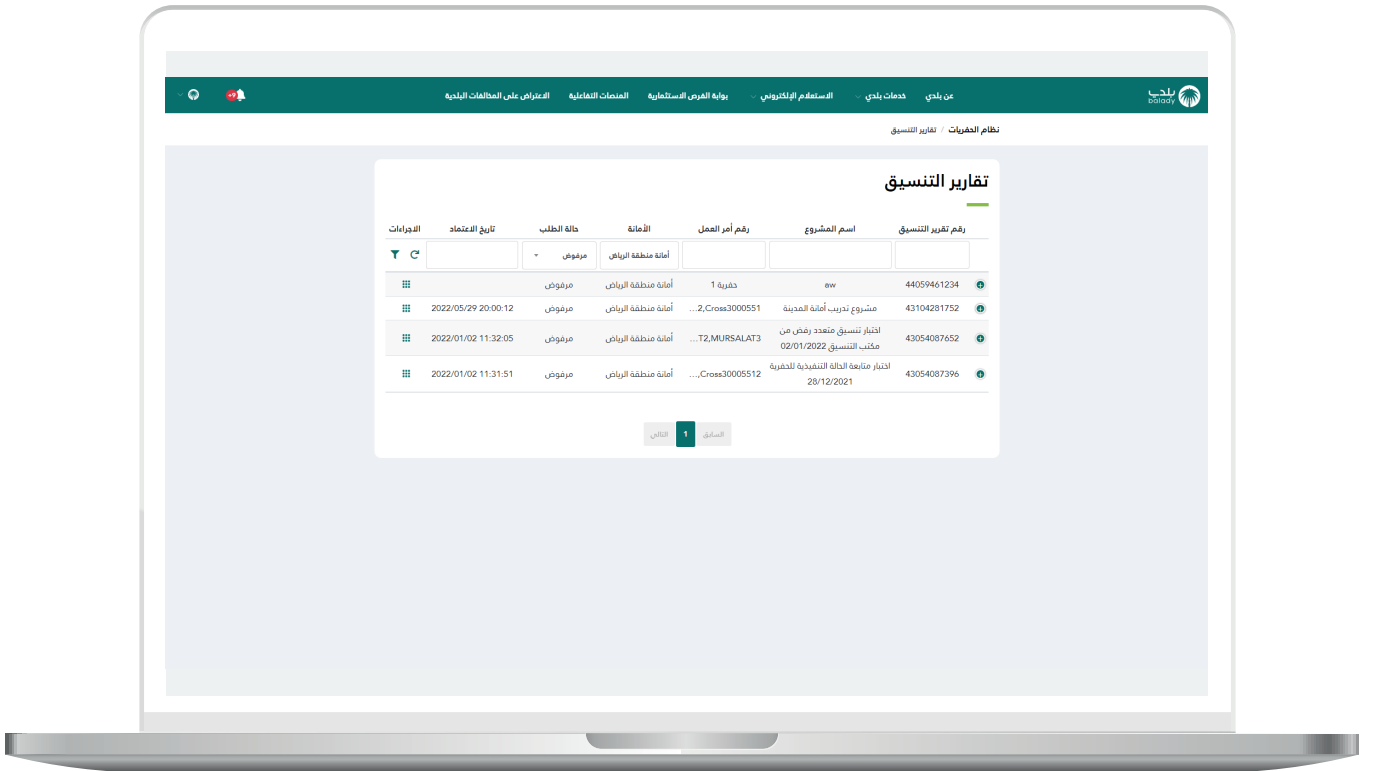 بلدي
balady
عن بلدي
خدمات بلدي
الاستعلام الإلكتروني
بوابة الفرص الاستثمارية
المنصات التفاعلية
الاعتراض على المخالفات البلدية
+9
نظام الحفريات / تقارير التنسيق
تقارير التنسيق
رقم تقرير التنسيق اسم المشروع رقم أمر العمل الأمانة حالة الطلب تاريخ الاعتماد الاجراءات
أمانة منطقة الرياض مرفوض
44059461234 aw حفرية 1 أمانة منطقة الرياض مرفوض
43104281752 مشروع تدريب أمانة المدينة 2,Cross3000551... أمانة منطقة الرياض مرفوض 2022/05/29 20:00:12
43054087652 اختبار تنسيق متعدد رفض من مكتب التنسيق 02/01/2022 T2,MURSALAT3... أمانة منطقة الرياض مرفوض 2022/01/02 11:32:05
43054087396 اختبار متابعة الحالة التنفيذية للحفرية 28/12/2021 ,Cross30005512... أمانة منطقة الرياض مرفوض 2022/01/02 11:31:51
السابق 1 التالي